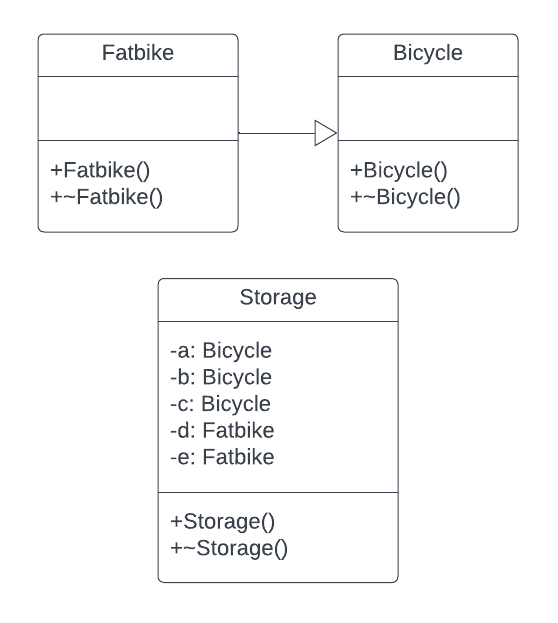 Fatbike
+Fatbike()
+~Fatbike()
Bicycle
+Bicycle()
+~Bicycle()
Storage
-a: Bicycle
-b: Bicycle
-c: Bicycle
-d: Fatbike
-e: Fatbike
+Storage()
+~Storage()